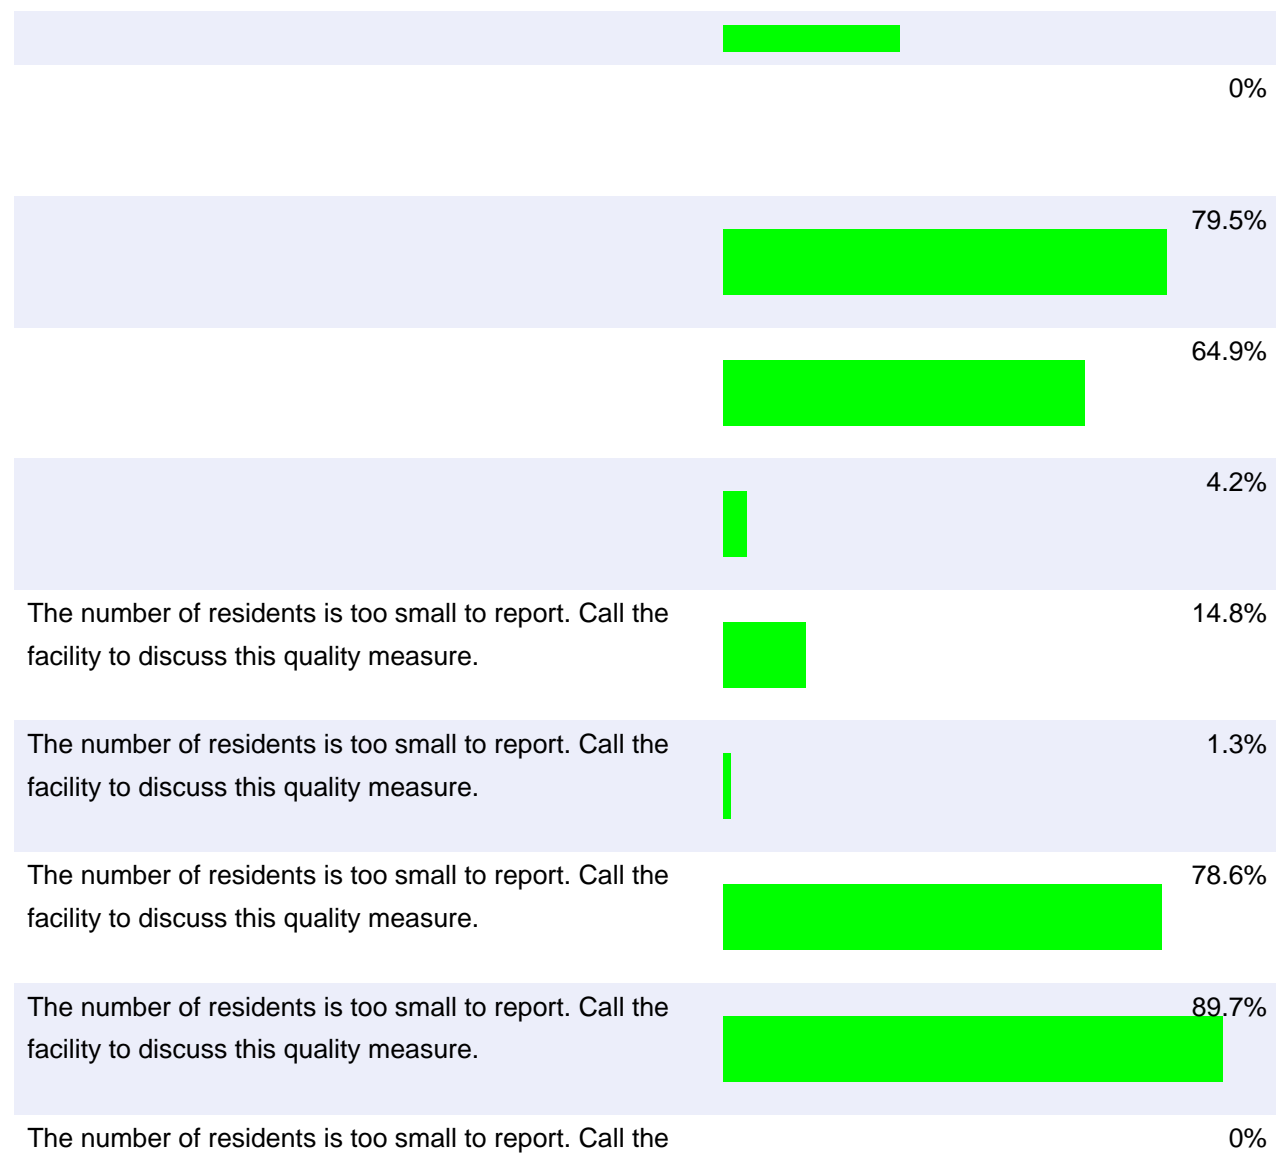 0%
79.5%
64.9%
4.2%
The number of residents is too small to report. Call the
14.8%
facility to discuss this quality measure.
The number of residents is too small to report. Call the
1.3%
facility to discuss this quality measure.
The number of residents is too small to report. Call the
78.6%
facility to discuss this quality measure.
The number of residents is too small to report. Call the
89.7%
facility to discuss this quality measure.
The number of residents is too small to report. Call the
0%